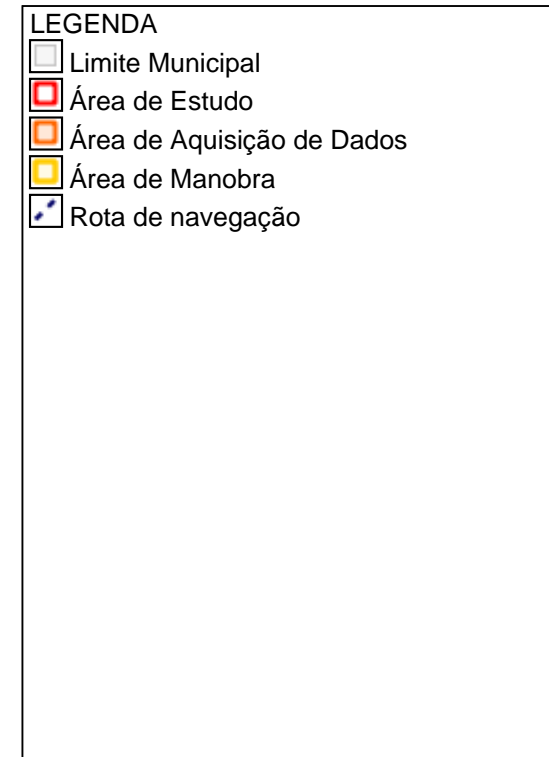 LEGENDA
Limite Municipal
Área de Estudo
Área de Aquisição de Dados
Área de Manobra
Rota de navegação